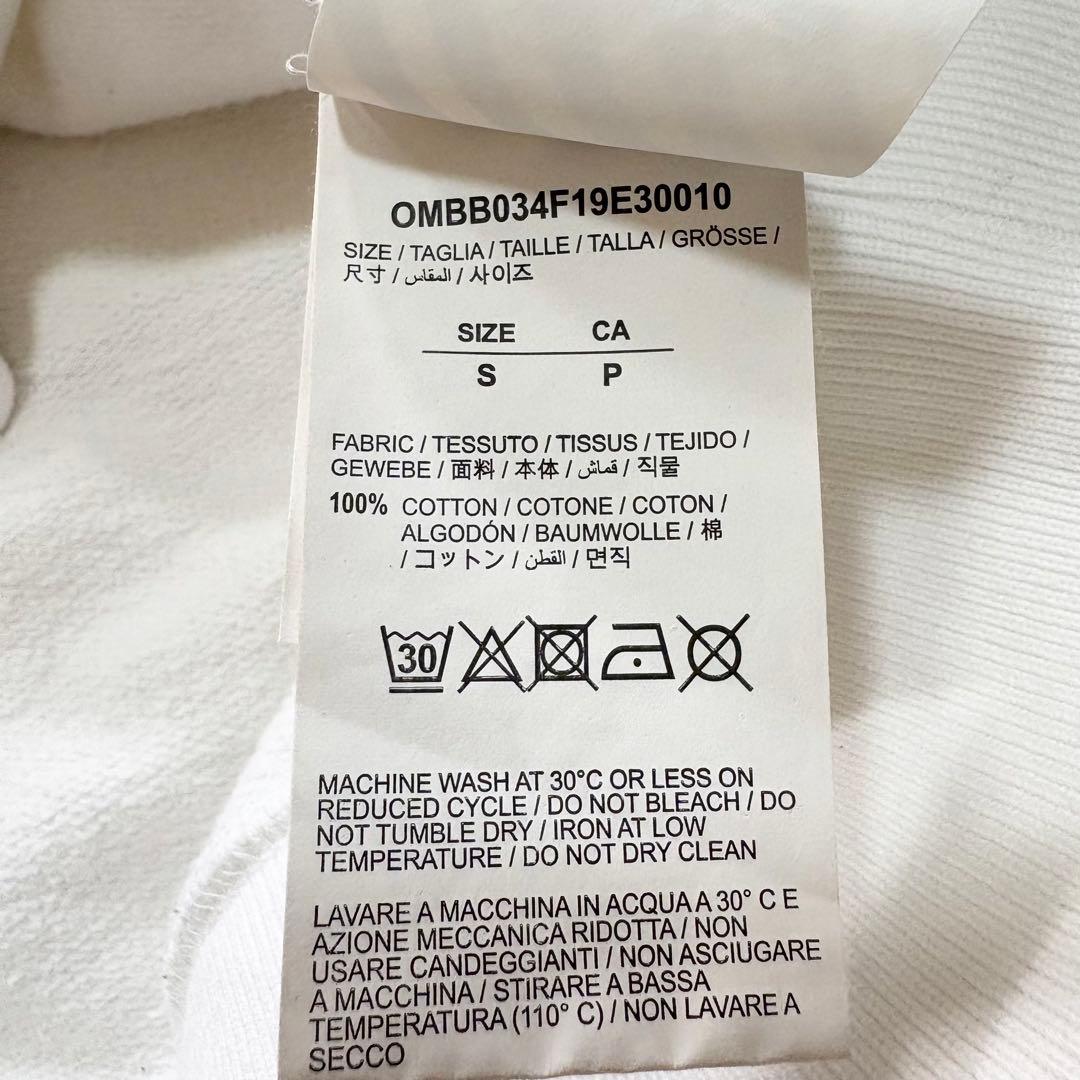 OMBB034F19E30010
SIZE / TAGLIA / TAILLE / TALLA / GRÖSSE /
尺寸 / المقاس / 사이즈
SIZE CA
S P
FABRIC / TESSUTO / TISSUS / TEJIDO /
GEWEBE / 面料 / 本体 / قماش / 직물
100% COTTON / COTONE / COTON /
ALGODÓN / BAUMWOLLE / 棉
/ コットン / القطن / 면직
30
MACHINE WASH AT 30°C OR LESS ON
REDUCED CYCLE / DO NOT BLEACH / DO
NOT TUMBLE DRY / IRON AT LOW
TEMPERATURE / DO NOT DRY CLEAN
LAVARE A MACCHINA IN ACQUA A 30° C E
AZIONE MECCANICA RIDOTTA / NON
USARE CANDEGGIANTI / NON ASCIUGARE
A MACCHINA / STIRARE A BASSA
TEMPERATURA (110° C) / NON LAVARE A
SECCO